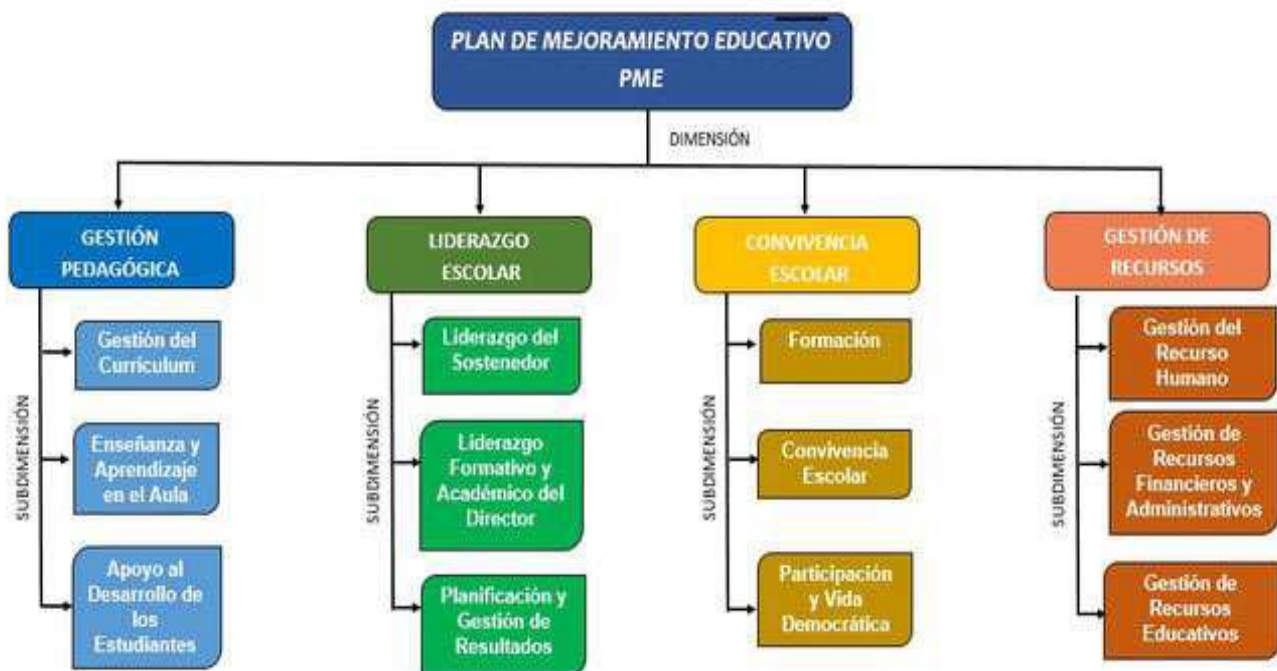 PLAN DE MEJORAMIENTO EDUCATIVO
PME
DIMENSIÓN
GESTIÓN
PEDAGÓGICA
SUBDIMENSIÓN
Gestión del
Currículum
Enseñanza y
Aprendizaje
en el Aula
Apoyo al
Desarrollo de
los
Estudiantes
LIDERAZGO
ESCOLAR
SUBDIMENSIÓN
Liderazgo del
Sostenedor
Liderazgo
Formativo y
Académico del
Director
Planificación y
Gestión de
Resultados
CONVIVENCIA
ESCOLAR
SUBDIMENSIÓN
Formación
Convivencia
Escolar
Participación
y Vida
Democrática
GESTIÓN DE
RECURSOS
SUBDIMENSIÓN
Gestión del
Recurso
Humano
Gestión de
Recursos
Financieros y
Administrativos
Gestión de
Recursos
Educativos